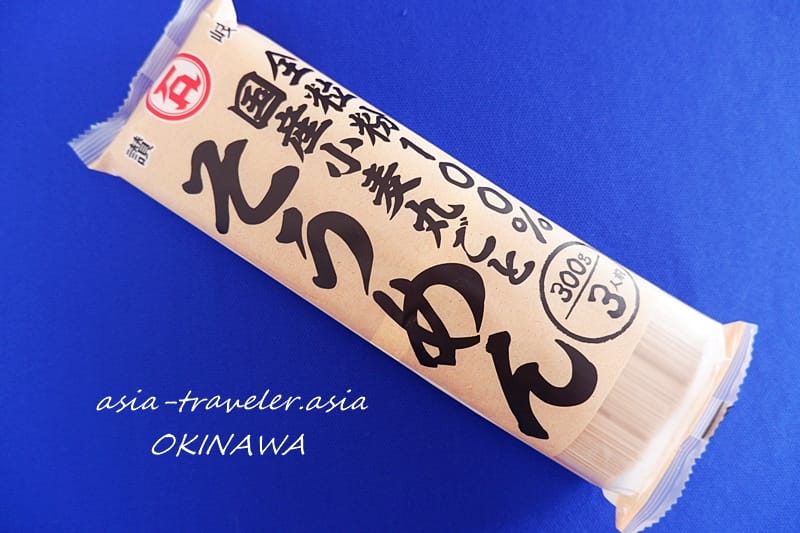 讃岐
石
全粒粉100%
国産小麦丸ごと
そうめん
300g
3人前
asia-traveler.asia
OKINAWA